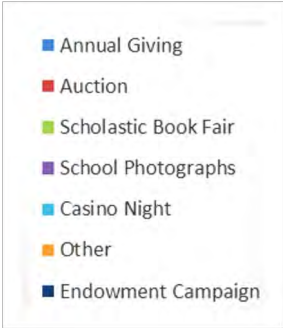 Annual Giving
Auction
Scholastic Book Fair
School Photographs
Casino Night
Other
Endowment Campaign